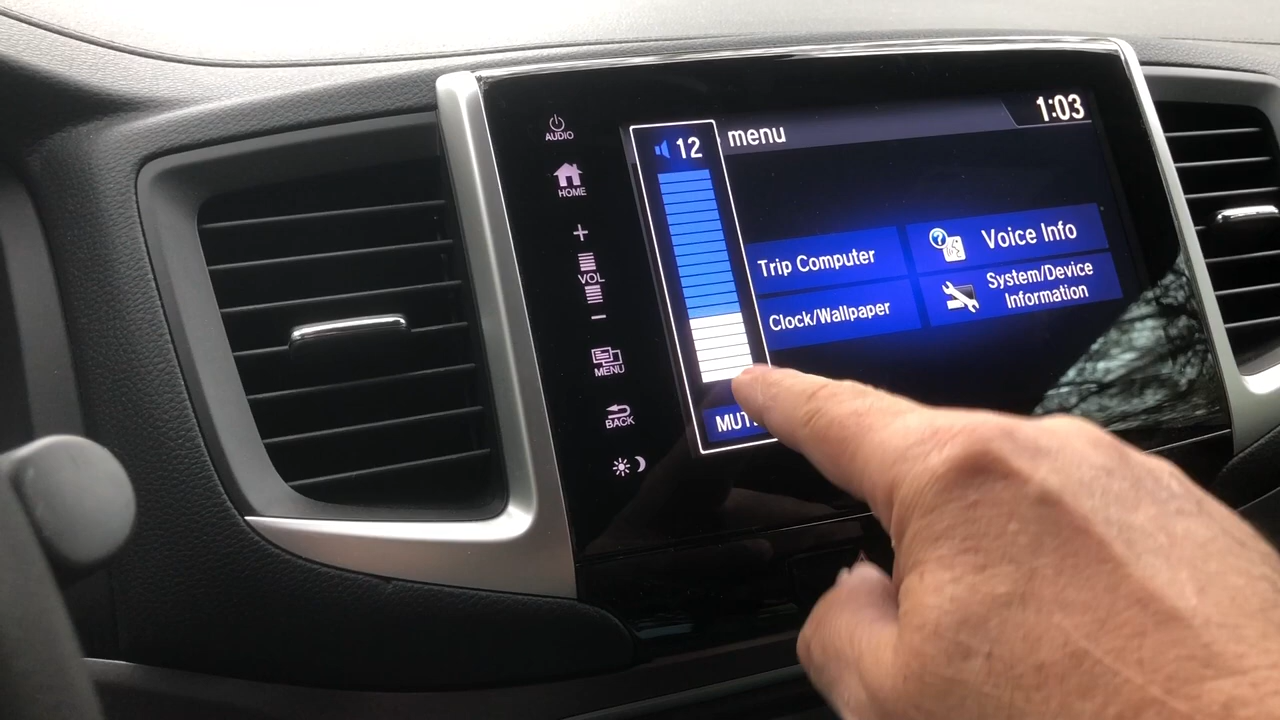 AUDIO
HOME
+
VOL
−
MENU
BACK
12
menu
1:03
Trip Computer
Voice Info
Clock/Wallpaper
System/Device
Information